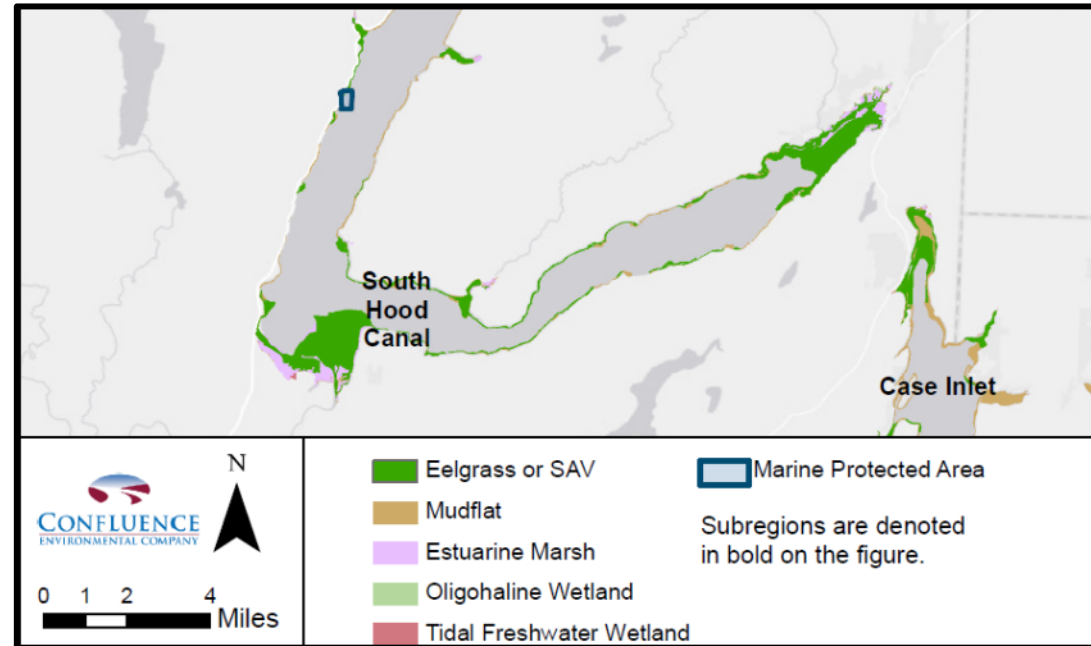 South
Hood
Canal
Case Inlet
CONFLUENCE
ENVIRONMENTAL COMPANY
N
0 1 2 4
Miles
Eelgrass or SAV
Mudflat
Estuarine Marsh
Oligohaline Wetland
Tidal Freshwater Wetland
Marine Protected Area
Subregions are denoted
in bold on the figure.